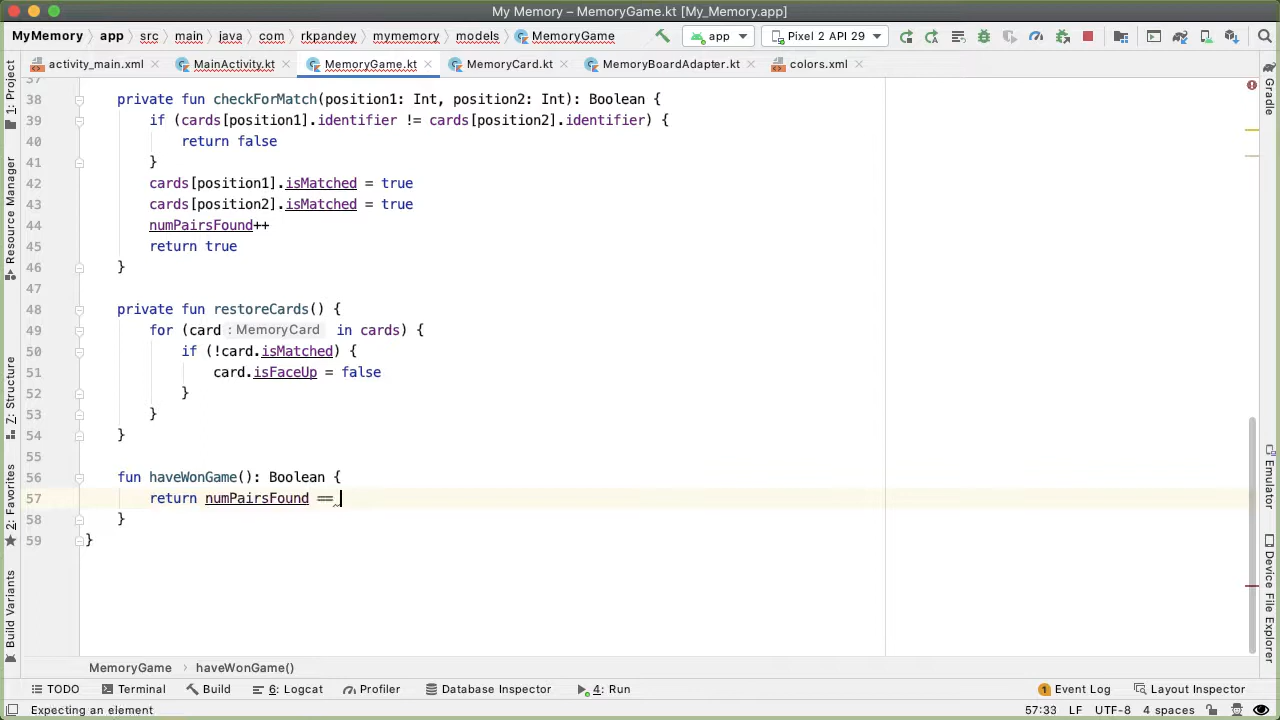 My Memory – MemoryGame.kt [My_Memory.app]
MyMemory app src main java com rkpandey mymemory models MemoryGame app Pixel 2 API 29
activity_main.xml MainActivity.kt MemoryGame.kt MemoryCard.kt MemoryBoardAdapter.kt colors.xml
1: Project
Resource Manager
Z: Structure
2: Favorites
Build Variants
37
38 private fun checkForMatch(position1: Int, position2: Int): Boolean {
39 if (cards[position1].identifier != cards[position2].identifier) {
40 return false
41 }
42 cards[position1].isMatched = true
43 cards[position2].isMatched = true
44 numPairsFound++
45 return true
46 }
47
48 private fun restoreCards() {
49 for (card : MemoryCard in cards) {
50 if (!card.isMatched) {
51 card.isFaceUp = false
52 }
53 }
54 }
55
56 fun haveWonGame(): Boolean {
57 return numPairsFound ==
58 }
59 }
Gradle
Emulator
Device File Explorer
MemoryGame haveWonGame()
TODO Terminal Build 6: Logcat Profiler Database Inspector 4: Run 1 Event Log Layout Inspector
Expecting an element 57:33 LF UTF-8 4 spaces